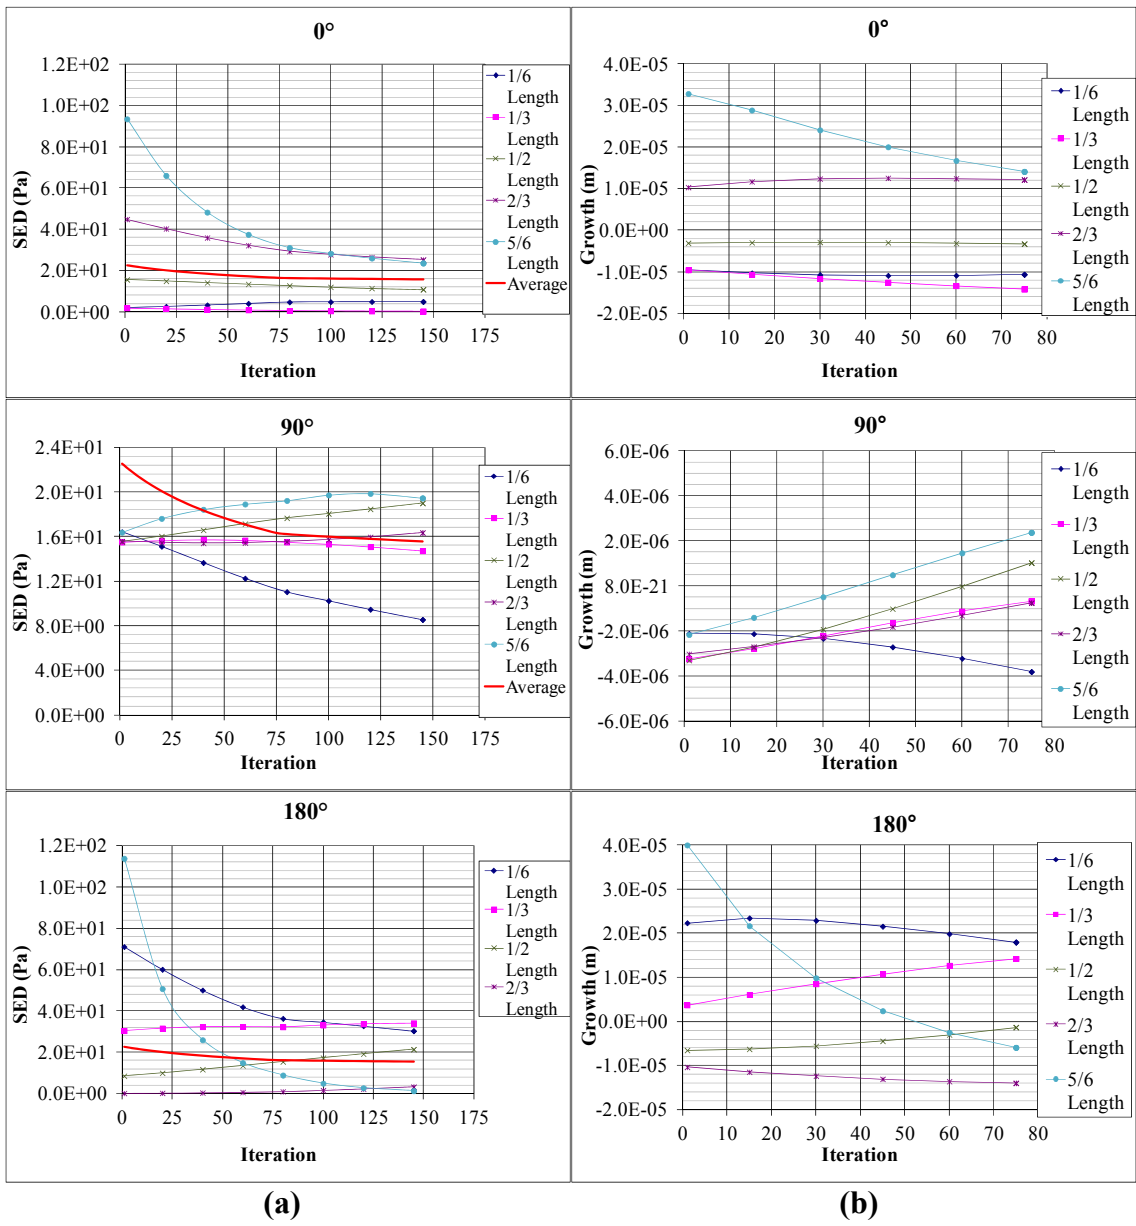 0°
1.2E+02
1.0E+02
8.0E+01
6.0E+01
4.0E+01
2.0E+01
0.0E+00
SED (Pa)
0 25 50 75 100 125 150 175
Iteration
1/6
Length
1/3
Length
1/2
Length
2/3
Length
5/6
Length
Average
0°
4.0E-05
3.0E-05
2.0E-05
1.0E-05
0.0E+00
-1.0E-05
-2.0E-05
Growth (m)
0 10 20 30 40 50 60 70 80
Iteration
1/6
Length
1/3
Length
1/2
Length
2/3
Length
5/6
Length
90°
2.4E+01
2.0E+01
1.6E+01
1.2E+01
8.0E+00
4.0E+00
0.0E+00
SED (Pa)
0 25 50 75 100 125 150 175
Iteration
1/6
Length
1/3
Length
1/2
Length
2/3
Length
5/6
Length
Average
90°
6.0E-06
4.0E-06
2.0E-06
8.0E-21
-2.0E-06
-4.0E-06
-6.0E-06
Growth (m)
0 10 20 30 40 50 60 70 80
Iteration
1/6
Length
1/3
Length
1/2
Length
2/3
Length
5/6
Length
180°
1.2E+02
1.0E+02
8.0E+01
6.0E+01
4.0E+01
2.0E+01
0.0E+00
SED (Pa)
0 25 50 75 100 125 150 175
Iteration
1/6
Length
1/3
Length
1/2
Length
2/3
Length
180°
4.0E-05
3.0E-05
2.0E-05
1.0E-05
0.0E+00
-1.0E-05
-2.0E-05
Growth (m)
0 10 20 30 40 50 60 70 80
Iteration
1/6
Length
1/3
Length
1/2
Length
2/3
Length
5/6
Length
(a)
(b)